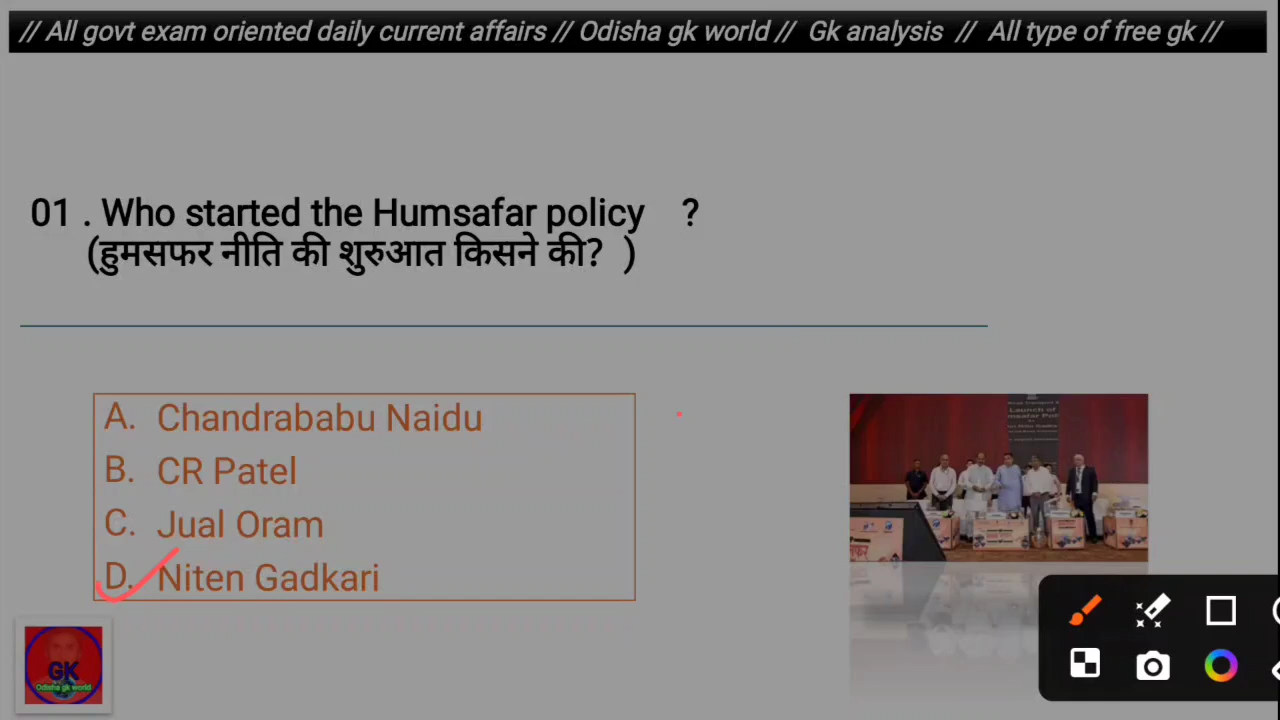 // All govt exam oriented daily current affairs // Odisha gk world // Gk analysis // All type of free gk //
01 . Who started the Humsafar policy ?
(हुमसफर नीति की शुरुआत किसने की? )
A. Chandrababu Naidu
B. CR Patel
C. Jual Oram
D. Niten Gadkari
Launch of
GK
Odisha gk world